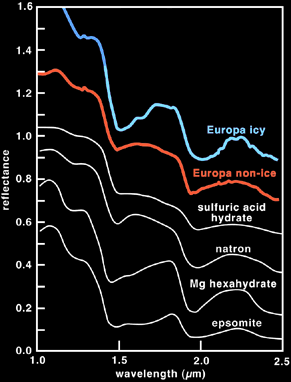 1.6
1.4
1.2
1.0
0.8
0.6
0.4
0.2
0.0
reflectance
Europa icy
Europa non-ice
sulfuric acid
hydrate
natron
Mg hexahydrate
epsomite
1.0 1.5 2.0 2.5
wavelength (μm)